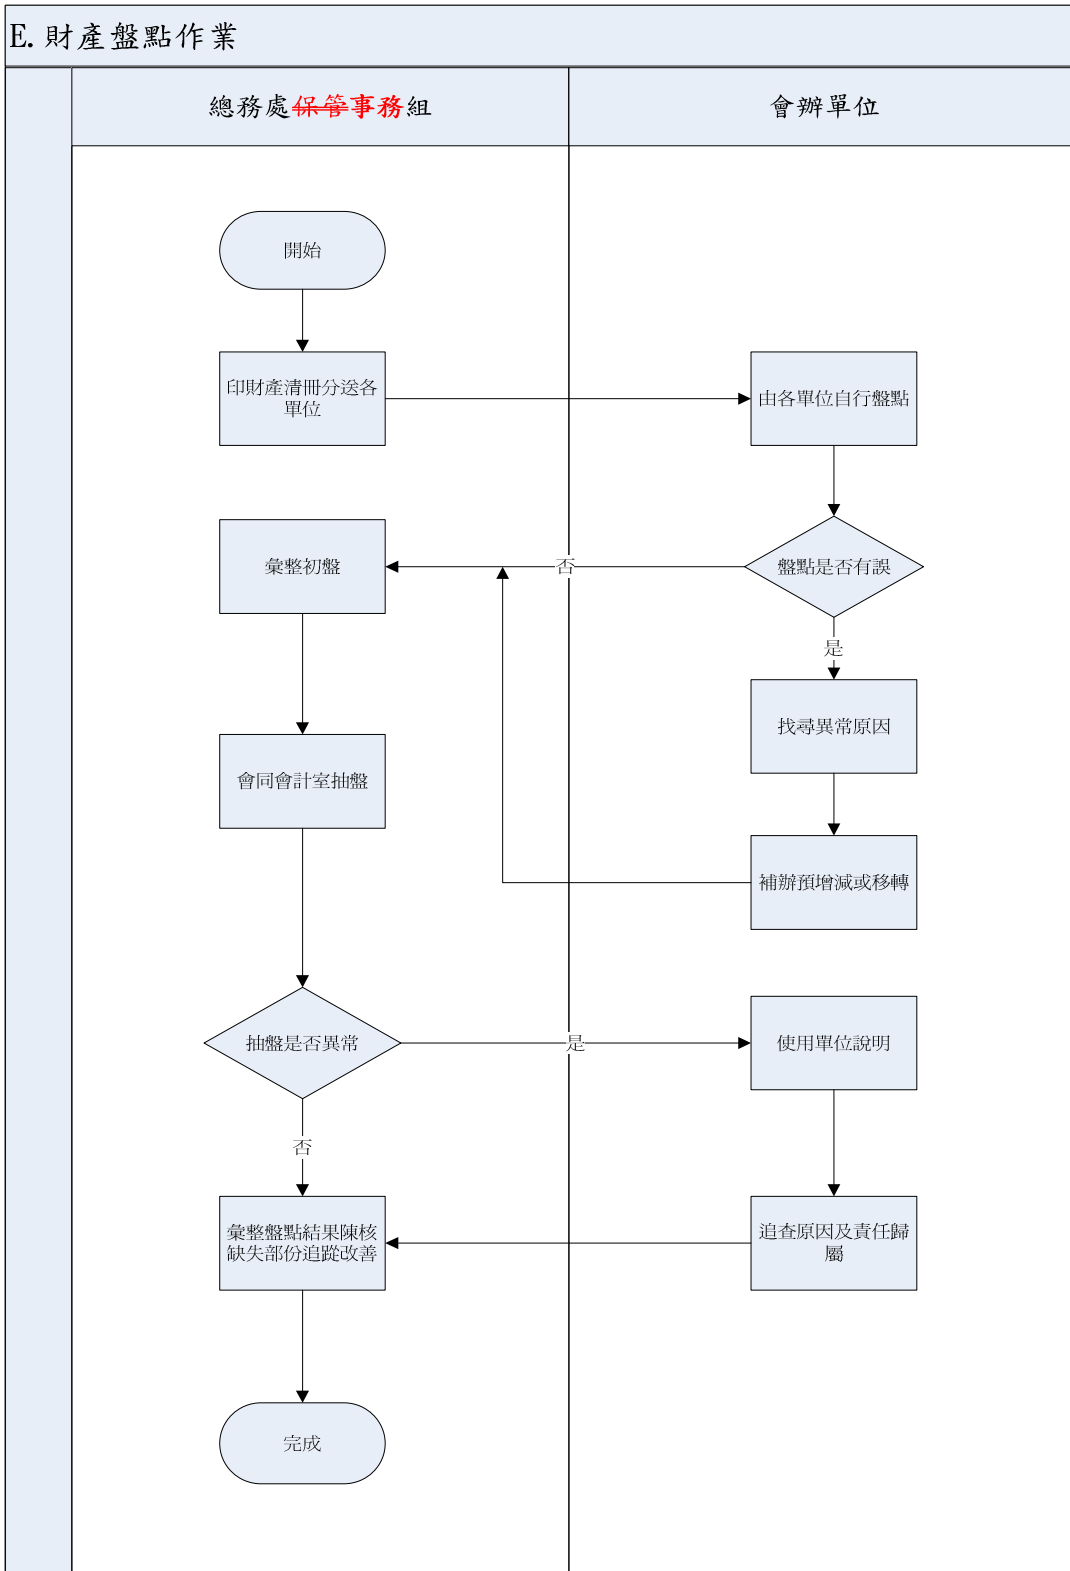 E. 財產盤點作業
總務處保管事務組
會辦單位
開始
印財產清冊分送各
單位
由各單位自行盤點
彙整初盤
否
盤點是否有誤
是
找尋異常原因
會同會計室抽盤
補辦預增減或移轉
抽盤是否異常
是
使用單位說明
否
彙整盤點結果陳核
缺失部份追蹤改善
追查原因及責任歸
屬
完成